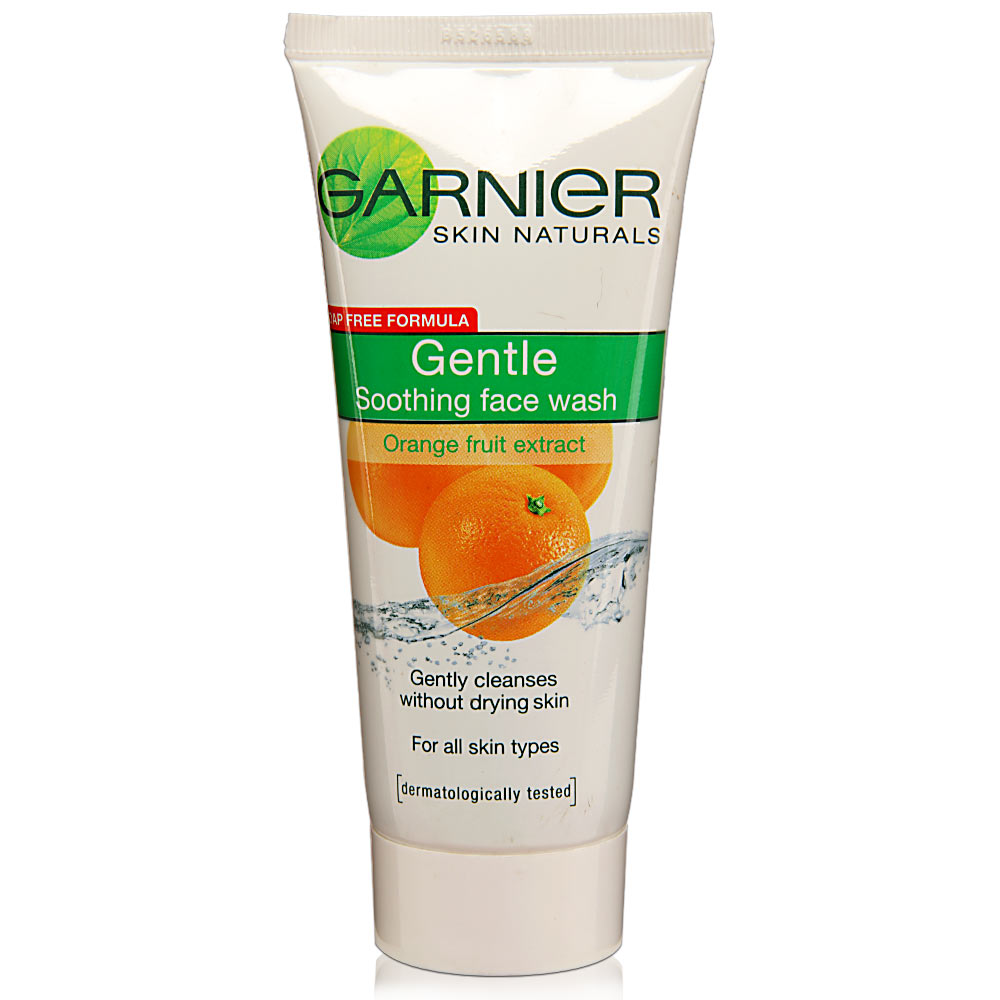 GARNIER
SKIN NATURALS
AP FREE FORMULA
Gentle
Soothing face wash
Orange fruit extract
Gently cleanses
without drying skin
For all skin types
[dermatologically tested]